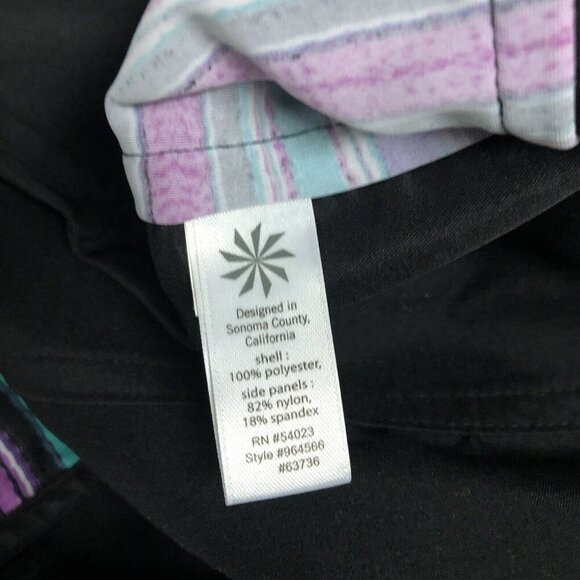 Designed in
Sonoma County,
California
shell :
100% polyester,
side panels :
82% nylon,
18% spandex
RN #54023
Style #964566
#63736